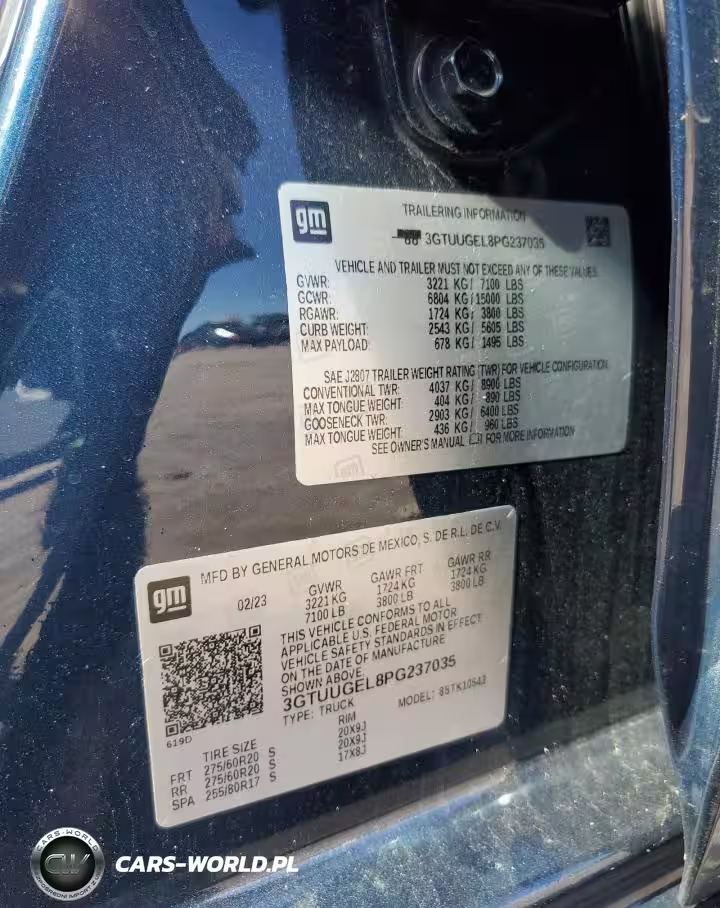 gm
TRAILERING INFORMATION
3GTUUGEL8PG237035
VEHICLE AND TRAILER MUST NOT EXCEED ANY OF THESE VALUES.
GVWR: 3221 KG/ 7100 LBS
GCWR: 6804 KG/ 15000 LBS
RGAWR: 1724 KG/ 3800 LBS
CURB WEIGHT: 2543 KG/ 5605 LBS
MAX PAYLOAD: 678 KG/ 1495 LBS
SAE J2807 TRAILER WEIGHT RATING (TWR) FOR VEHICLE CONFIGURATION
CONVENTIONAL TWR: 4037 KG/ 8900 LBS
MAX TONGUE WEIGHT: 404 KG/ 890 LBS
GOOSENECK TWR: 2903 KG/ 6400 LBS
MAX TONGUE WEIGHT: 436 KG/ 960 LBS
SEE OWNER'S MANUAL FOR MORE INFORMATION
gm
MFD BY GENERAL MOTORS DE MEXICO, S. DE R.L. DE C.V.
02/23 GVWR GAWR FRT GAWR RR
3221 KG 1724 KG 1724 KG
7100 LB 3800 LB 3800 LB
THIS VEHICLE CONFORMS TO ALL
APPLICABLE U.S. FEDERAL MOTOR
VEHICLE SAFETY STANDARDS IN EFFECT
ON THE DATE OF MANUFACTURE
SHOWN ABOVE.
3GTUUGEL8PG237035
TYPE: TRUCK MODEL: 85TK10543
619D
TIRE SIZE RIM
FRT 275/60R20 S 20X9J
RR 275/60R20 S 20X9J
SPA 255/80R17 S 17X8J
CARS-WORLD
CW
CARS-WORLD.PL